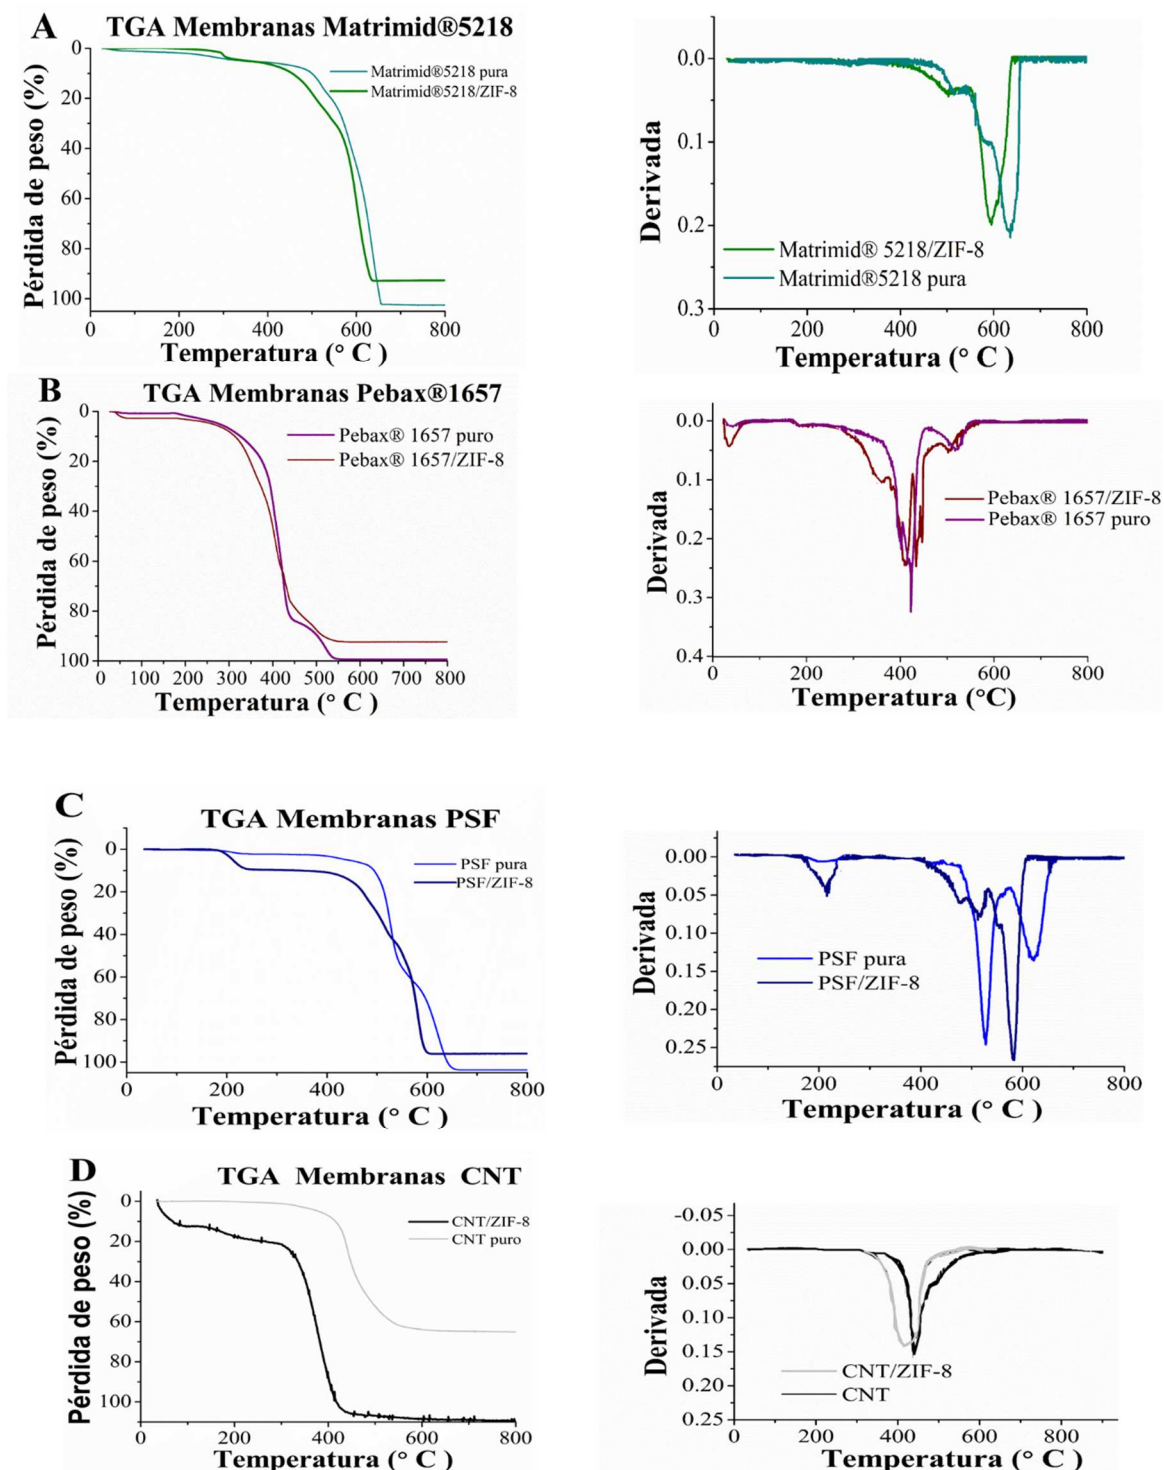 A
TGA Membranas Matrimid®5218
Pérdida de peso (%)
0
20
40
60
80
100
Matrimid®5218 pura
Matrimid®5218/ZIF-8
0 200 400 600 800
Temperatura (° C )
Derivada
0.0
0.1
0.2
0.3
Matrimid® 5218/ZIF-8
Matrimid®5218 pura
0 200 400 600 800
Temperatura (° C )
B
TGA Membranas Pebax®1657
Pérdida de peso (%)
0
20
40
60
80
100
Pebax® 1657 puro
Pebax® 1657/ZIF-8
0 100 200 300 400 500 600 700 800
Temperatura (° C )
Derivada
0.0
0.1
0.2
0.3
0.4
Pebax® 1657/ZIF-8
Pebax® 1657 puro
0 200 400 600 800
Temperatura (°C)
C
TGA Membranas PSF
Pérdida de peso (%)
0
20
40
60
80
100
PSF pura
PSF/ZIF-8
0 200 400 600 800
Temperatura (° C )
Derivada
0.00
0.05
0.10
0.15
0.20
0.25
PSF pura
PSF/ZIF-8
0 200 400 600 800
Temperatura (° C )
D
TGA Membranas CNT
Pérdida de peso (%)
0
20
40
60
80
100
CNT/ZIF-8
CNT puro
0 200 400 600 800
Temperatura (° C )
Derivada
-0.05
0.00
0.05
0.10
0.15
0.20
0.25
CNT/ZIF-8
CNT
0 200 400 600 800
Temperatura (° C )